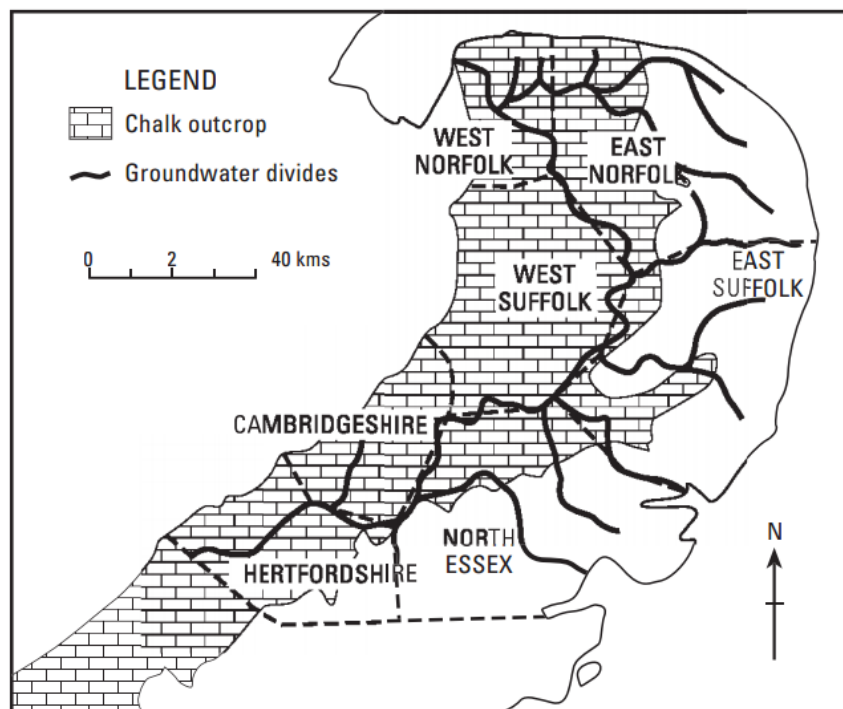 LEGEND
Chalk outcrop
Groundwater divides
0 2 40 kms
WEST
NORFOLK
EAST
NORFOLK
WEST
SUFFOLK
EAST
SUFFOLK
CAMBRIDGESHIRE
HERTFORDSHIRE
NORTH
ESSEX
N